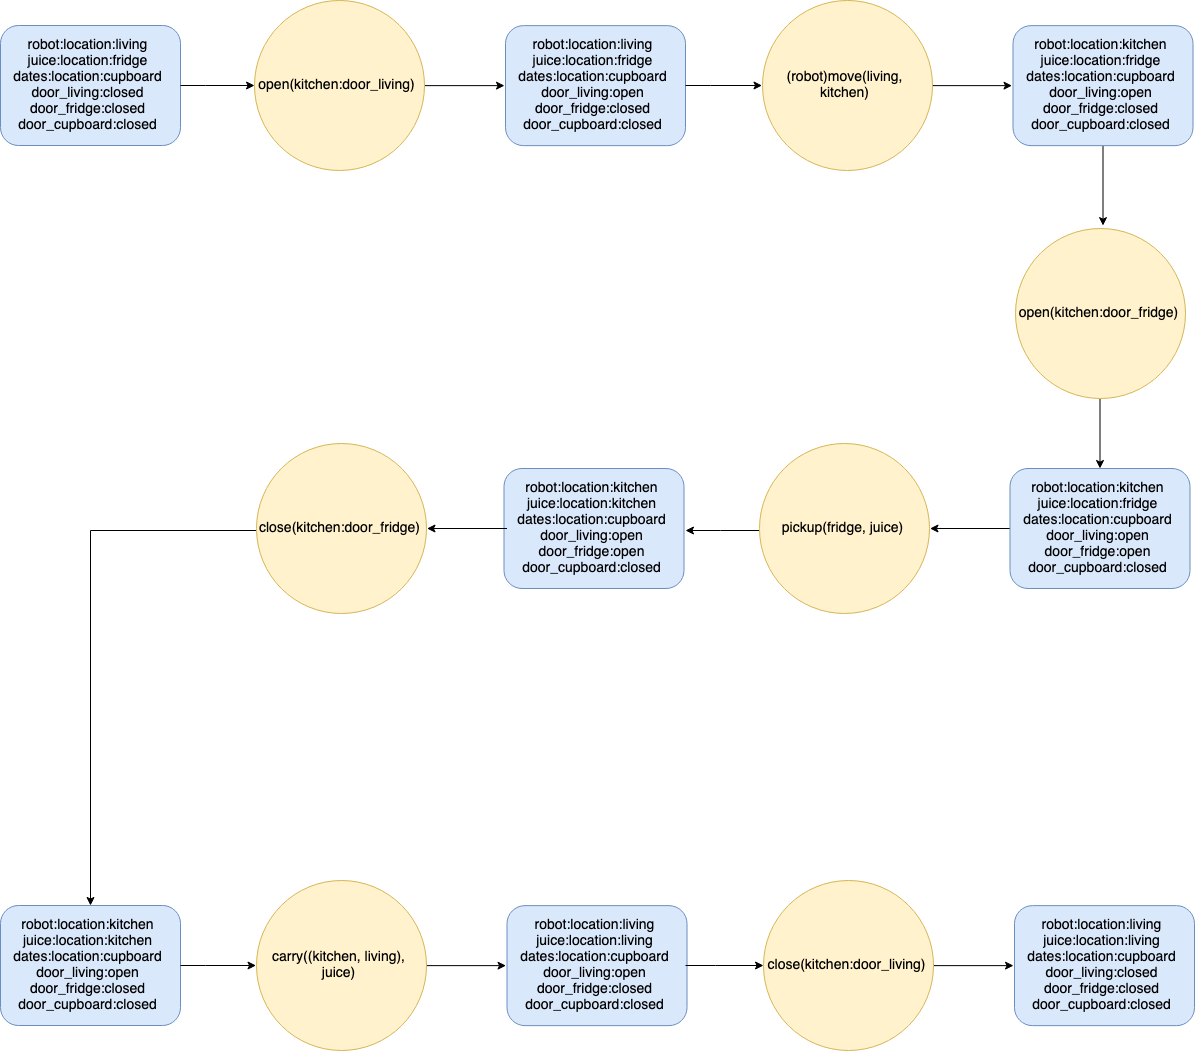 robot:location:living
juice:location:fridge
dates:location:cupboard
door_living:closed
door_fridge:closed
door_cupboard:closed
open(kitchen:door_living)
robot:location:living
juice:location:fridge
dates:location:cupboard
door_living:open
door_fridge:closed
door_cupboard:closed
(robot)move(living,
kitchen)
robot:location:kitchen
juice:location:fridge
dates:location:cupboard
door_living:open
door_fridge:closed
door_cupboard:closed
open(kitchen:door_fridge)
robot:location:kitchen
juice:location:fridge
dates:location:cupboard
door_living:open
door_fridge:open
door_cupboard:closed
pickup(fridge, juice)
robot:location:kitchen
juice:location:kitchen
dates:location:cupboard
door_living:open
door_fridge:open
door_cupboard:closed
close(kitchen:door_fridge)
robot:location:kitchen
juice:location:kitchen
dates:location:cupboard
door_living:open
door_fridge:closed
door_cupboard:closed
carry((kitchen, living),
juice)
robot:location:living
juice:location:living
dates:location:cupboard
door_living:open
door_fridge:closed
door_cupboard:closed
close(kitchen:door_living)
robot:location:living
juice:location:living
dates:location:cupboard
door_living:closed
door_fridge:closed
door_cupboard:closed